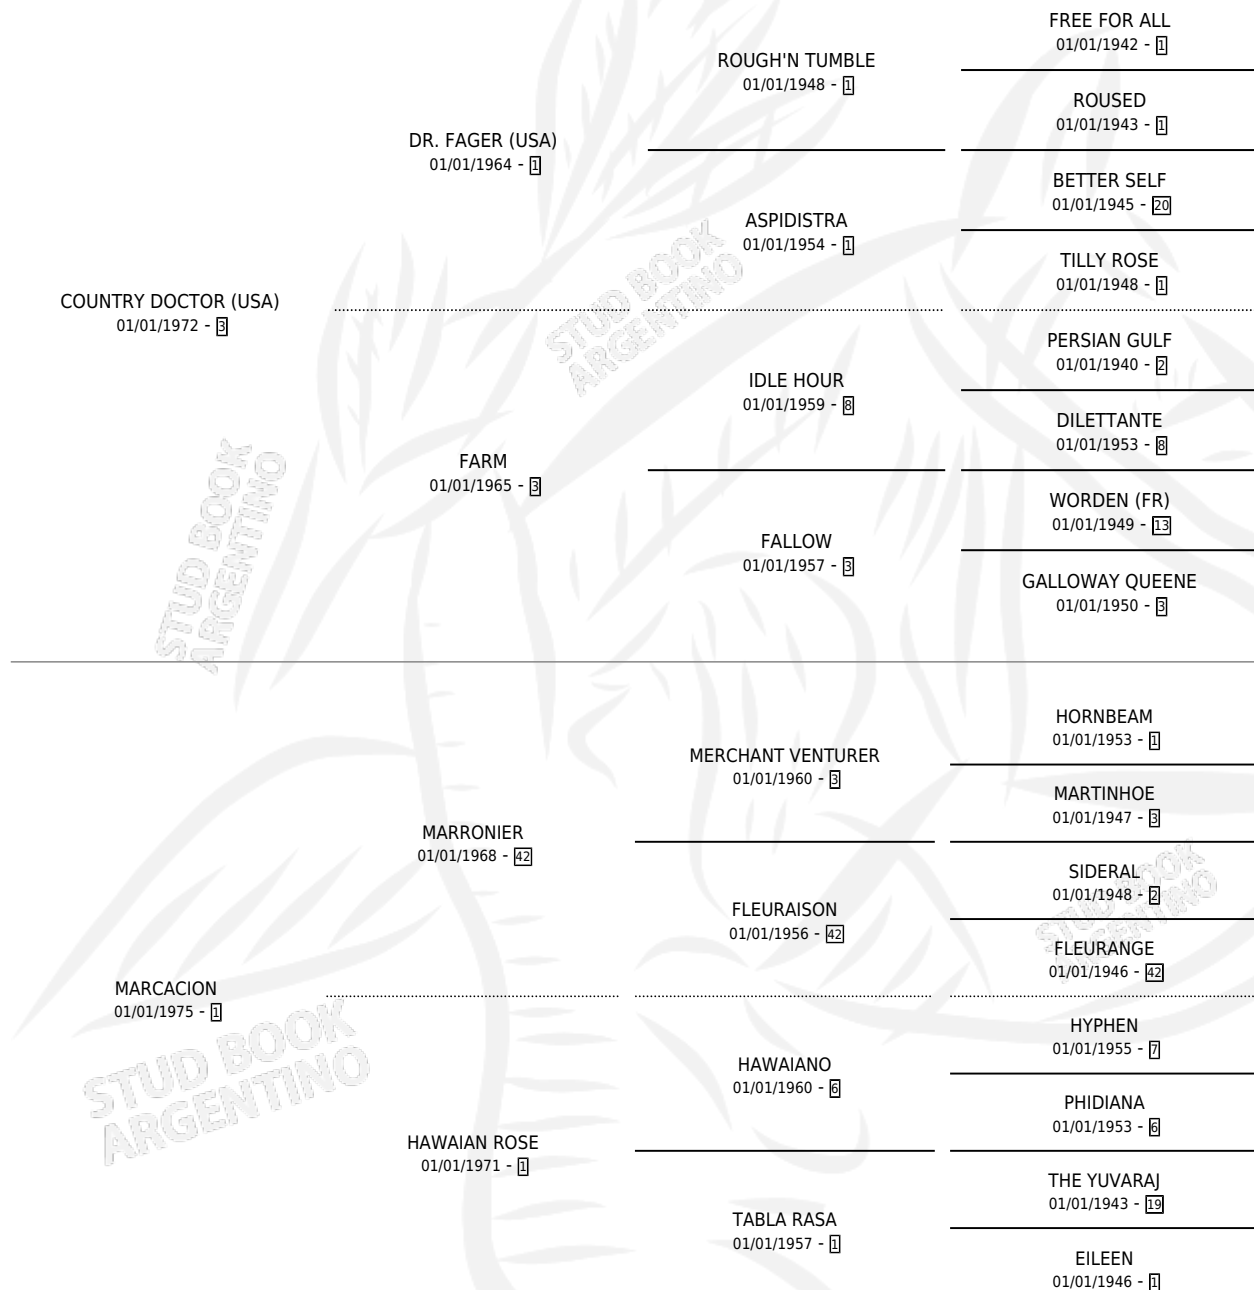 FREE FOR ALL
01/01/1942 - 1
ROUGH'N TUMBLE
01/01/1948 - 1
ROUSED
01/01/1943 - 1
DR. FAGER (USA)
01/01/1964 - 1
BETTER SELF
01/01/1945 - 20
ASPIDISTRA
01/01/1954 - 1
TILLY ROSE
01/01/1948 - 1
COUNTRY DOCTOR (USA)
01/01/1972 - 3
PERSIAN GULF
01/01/1940 - 2
IDLE HOUR
01/01/1959 - 8
DILETTANTE
01/01/1953 - 8
FARM
01/01/1965 - 3
WORDEN (FR)
01/01/1949 - 13
FALLOW
01/01/1957 - 3
GALLOWAY QUEENE
01/01/1950 - 3
HORNBEAM
01/01/1953 - 1
MERCHANT VENTURER
01/01/1960 - 3
MARTINHOE
01/01/1947 - 3
MARRONIER
01/01/1968 - 42
SIDERAL
01/01/1948 - 2
FLEURAISON
01/01/1956 - 42
FLEURANGE
01/01/1946 - 42
MARCACION
01/01/1975 - 1
HYPHEN
01/01/1955 - 7
HAWAIANO
01/01/1960 - 6
PHIDIANA
01/01/1953 - 6
HAWAIAN ROSE
01/01/1971 - 1
THE YUVARAJ
01/01/1943 - 19
TABLA RASA
01/01/1957 - 1
EILEEN
01/01/1946 - 1
STUD BOOK
ARGENTINO
STUD BOOK
ARGENTINO
STUD BOOK
ARGENTINO
STUD BOOK
ARGENTINO